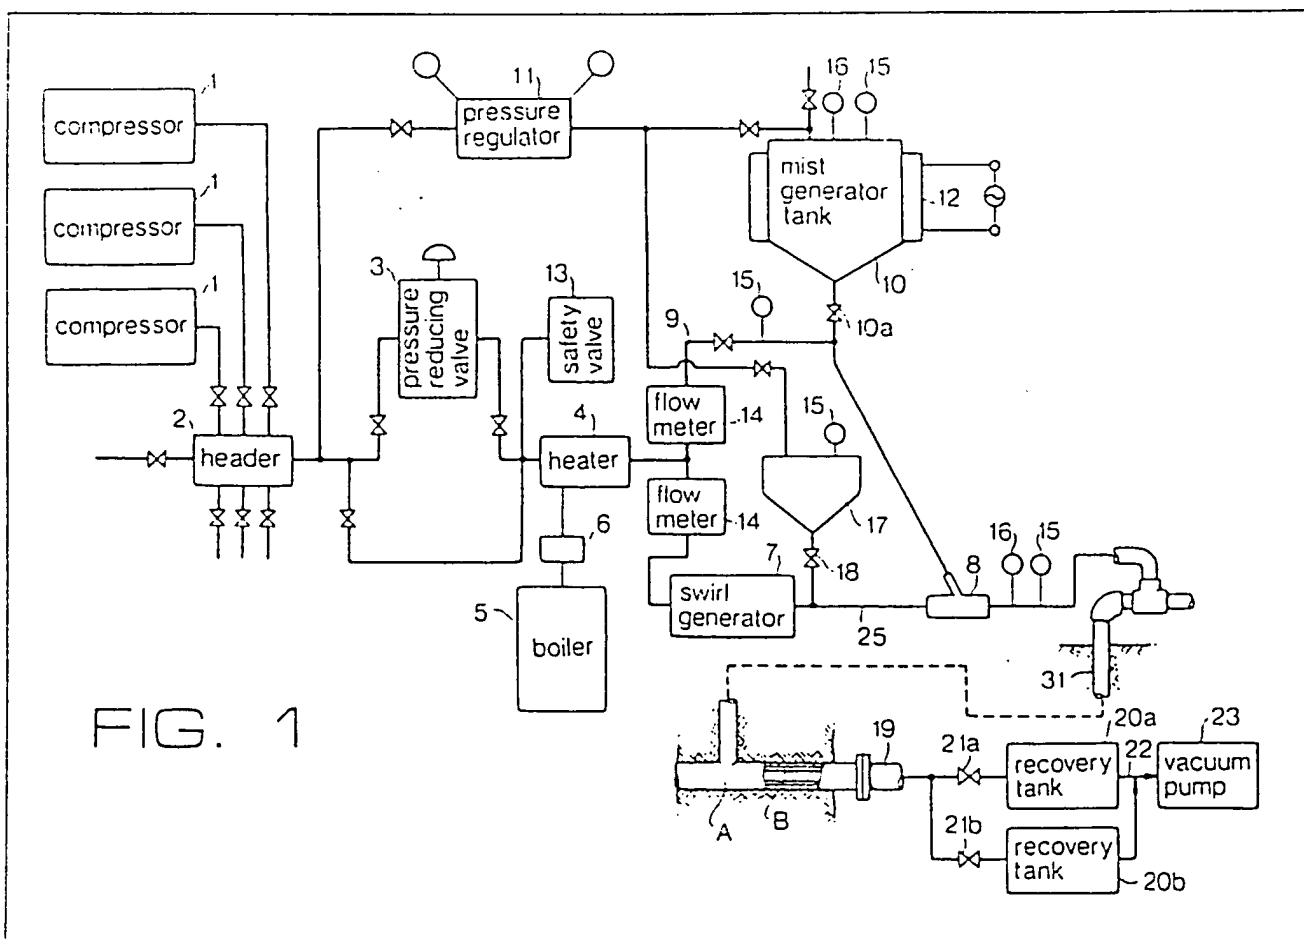 1
compressor
1
compressor
1
compressor
2
header
11
pressure
regulator
16
15
mist
generator
tank
12
10
10a
3
pressure
reducing
valve
13
safety
valve
15
9
flow
meter
14
4
heater
flow
meter
14
15
17
18
6
5
boiler
7
swirl
generator
25
8
16
15
31
FIG. 1
A
B
19
21a
20a
recovery
tank
22
23
vacuum
pump
21b
recovery
tank
20b